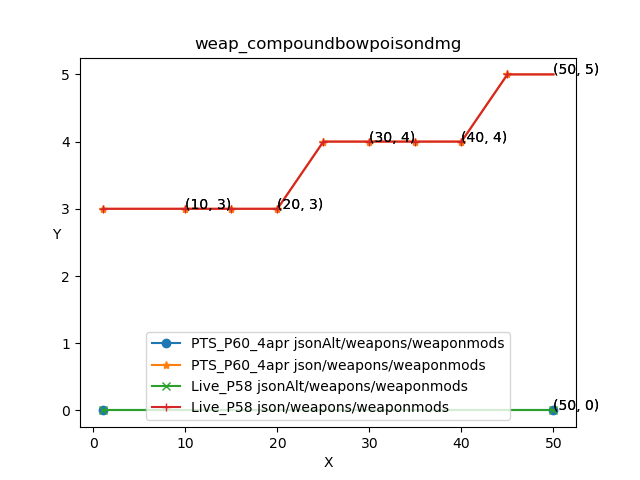 weap_compoundbowpoisondmg
5
(50, 5)
4
(30, 4)
(40, 4)
3
(10, 3)
(20, 3)
Y
2
1
0
(50, 0)
PTS_P60_4apr jsonAlt/weapons/weaponmods
PTS_P60_4apr json/weapons/weaponmods
Live_P58 jsonAlt/weapons/weaponmods
Live_P58 json/weapons/weaponmods
0 10 20 30 40 50
X